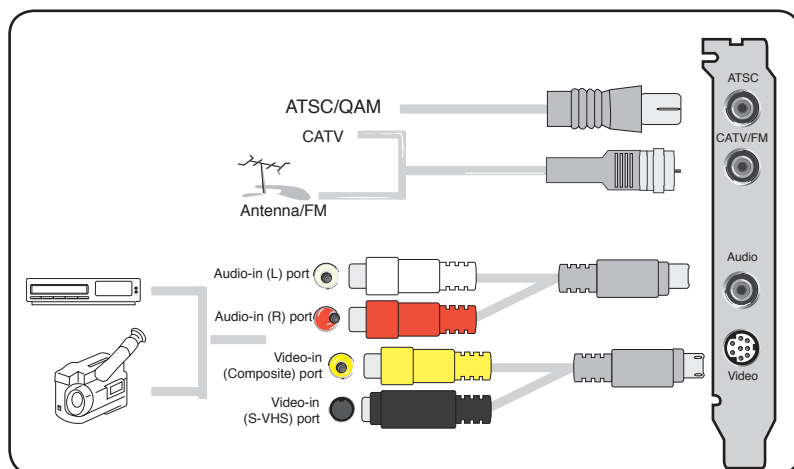 ATSC
ATSC/QAM
CATV
CATV/FM
Antenna/FM
Audio-in (L) port
Audio
Audio-in (R) port
Video-in
(Composite) port
Video
Video-in
(S-VHS) port